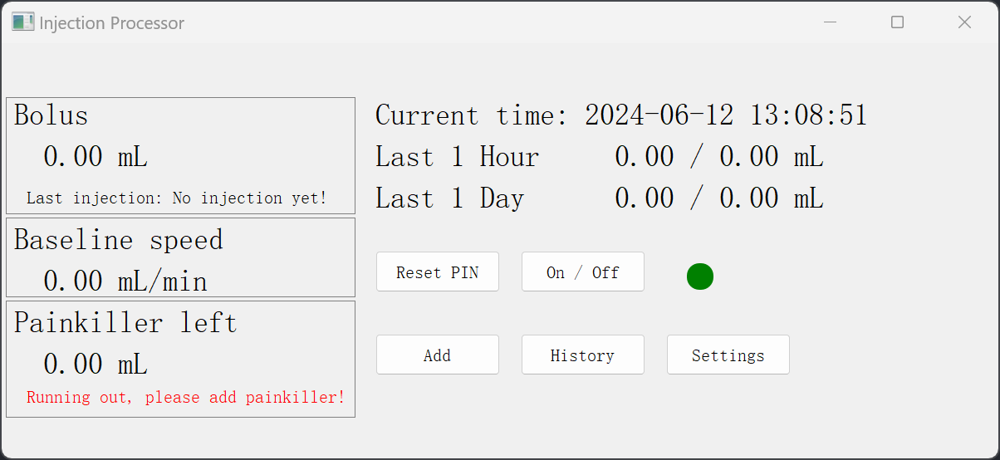 Injection Processor
Bolus
0.00 mL
Last injection: No injection yet!
Baseline speed
0.00 mL/min
Painkiller left
0.00 mL
Running out, please add painkiller!
Current time: 2024-06-12 13:08:51
Last 1 Hour 0.00 / 0.00 mL
Last 1 Day 0.00 / 0.00 mL
Reset PIN On / Off
Add History Settings